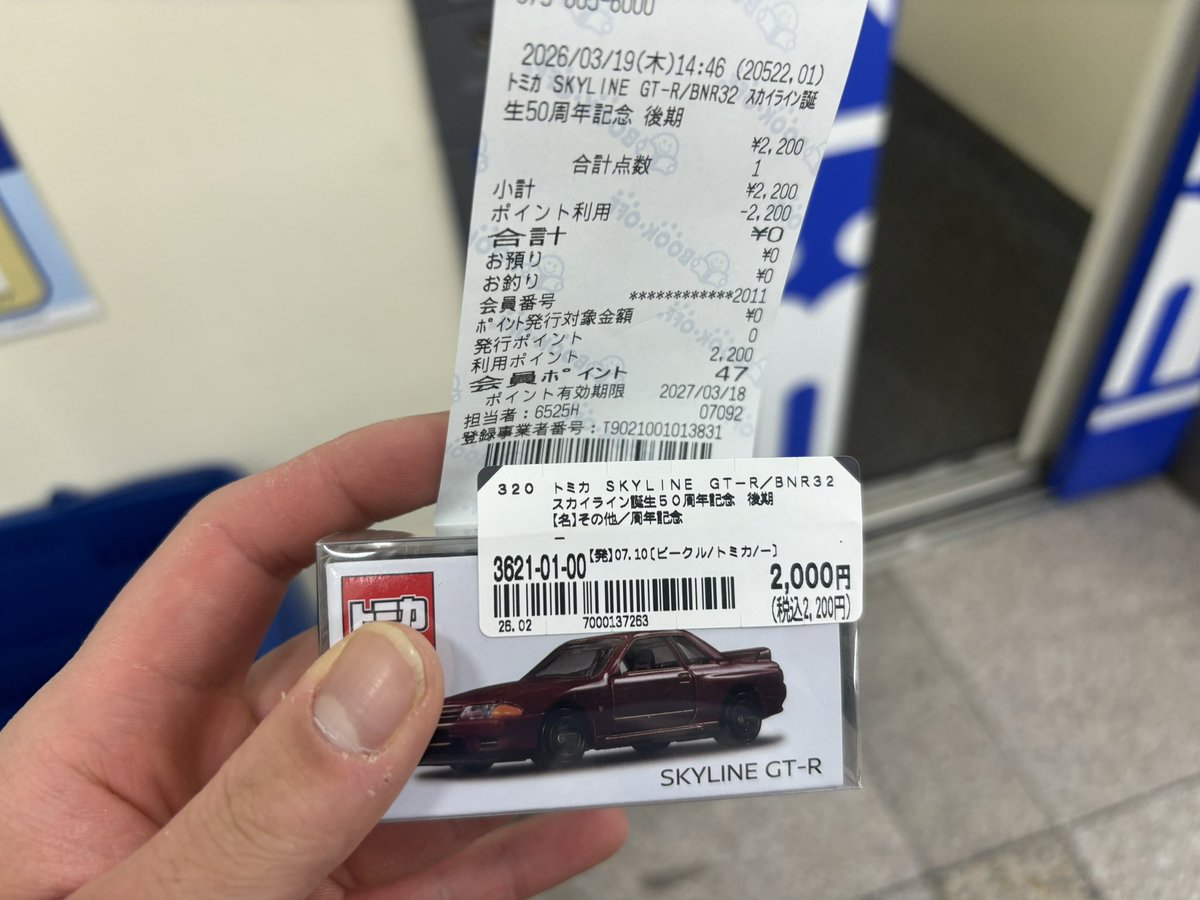 2026/03/19(木)14:46 (20522,01)
トミカ SKYLINE GT-R/BNR32 スカイライン誕
生50周年記念 後期
¥2,200
合計点数 1
小計 ¥2,200
ポイント利用 -2,200
合計 ¥0
お預り ¥0
お釣り ¥0
会員番号 ************2011
ポイント発行対象金額 ¥0
発行ポイント 0
利用ポイント 2,200
会員ポイント 47
ポイント有効期限 2027/03/18
担当者:6525H 07092
登録事業者番号:T9021001013831
BOOK・OFF
320 トミカ SKYLINE GT-R/BNR32
スカイライン誕生50周年記念 後期
【名】その他/周年記念
ー
3621-01-00 【発】07.10[ビークル/トミカ/ー]
2,000円
(税込2,200円)
26.02 7000137263
トミカ
SKYLINE GT-R